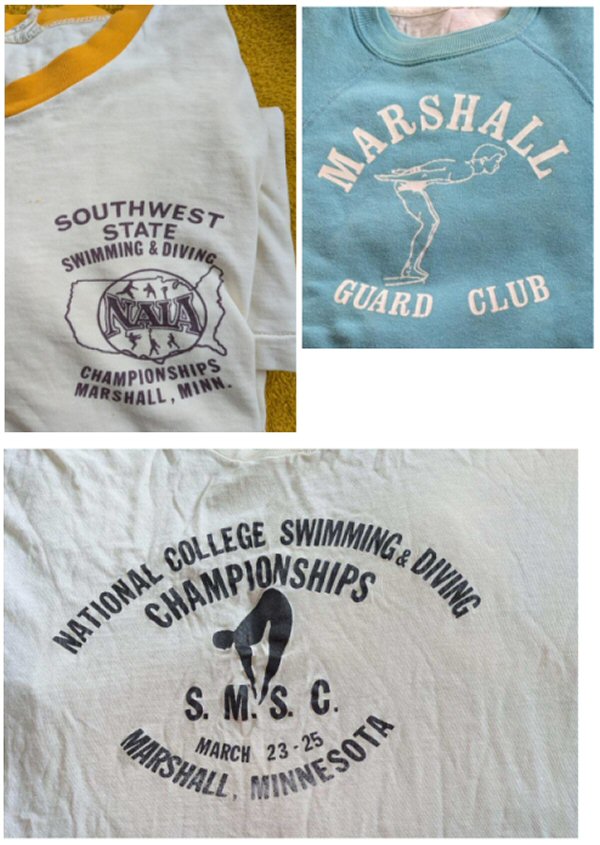 SOUTHWEST
STATE
SWIMMING & DIVING
NAIA
CHAMPIONSHIPS
MARSHALL, MINN.
MARSHALL
GUARD CLUB
NATIONAL COLLEGE SWIMMING & DIVING
CHAMPIONSHIPS
S. M. S. C.
MARCH 23-25
MARSHALL, MINNESOTA